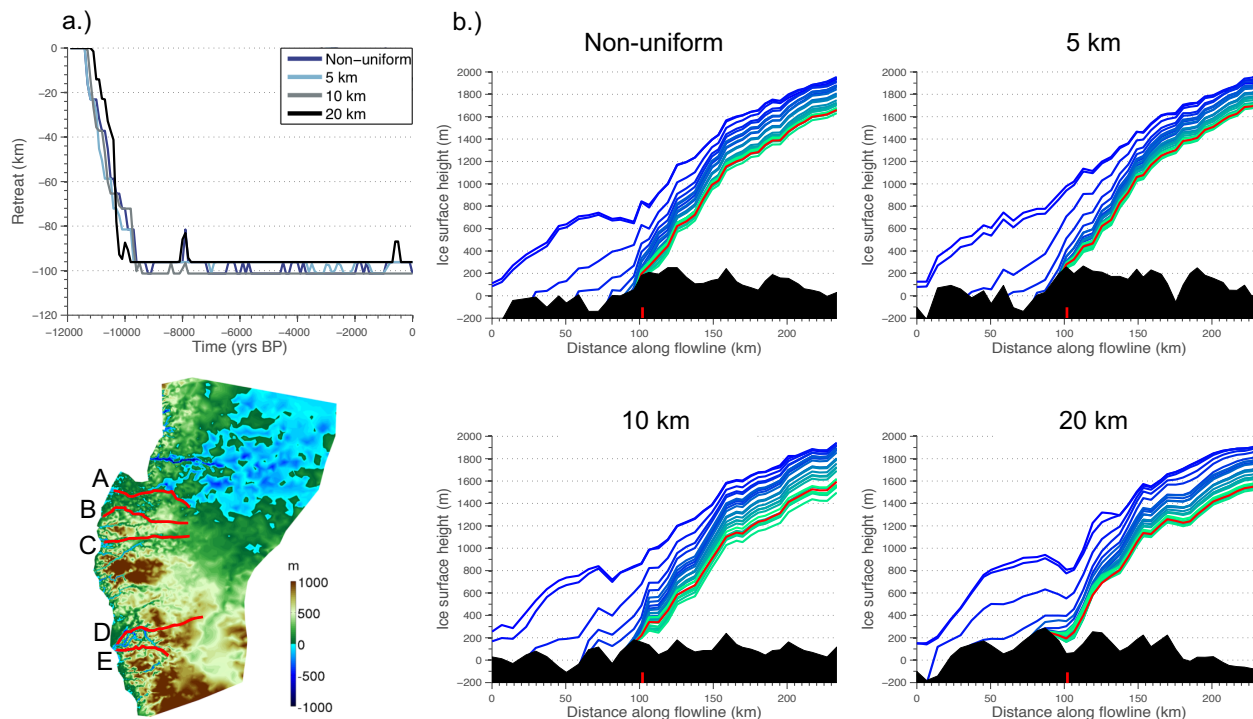 a.)
0
−20
−40
−60
−80
−100
−120
Retreat (km)
−12000 −10000 −8000 −6000 −4000 −2000 0
Time (yrs BP)
Non−uniform
5 km
10 km
20 km
A
B
C
D
E
m
1000
500
0
-500
-1000
b.)
Non-uniform
2000
1800
1600
1400
1200
1000
800
600
400
200
0
−200
Ice surface height (m)
0 50 100 150 200
Distance along flowline (km)
5 km
2000
1800
1600
1400
1200
1000
800
600
400
200
0
−200
Ice surface height (m)
0 50 100 150 200
Distance along flowline (km)
10 km
2000
1800
1600
1400
1200
1000
800
600
400
200
0
−200
Ice surface height (m)
0 50 100 150 200
Distance along flowline (km)
20 km
2000
1800
1600
1400
1200
1000
800
600
400
200
0
−200
Ice surface height (m)
0 50 100 150 200
Distance along flowline (km)